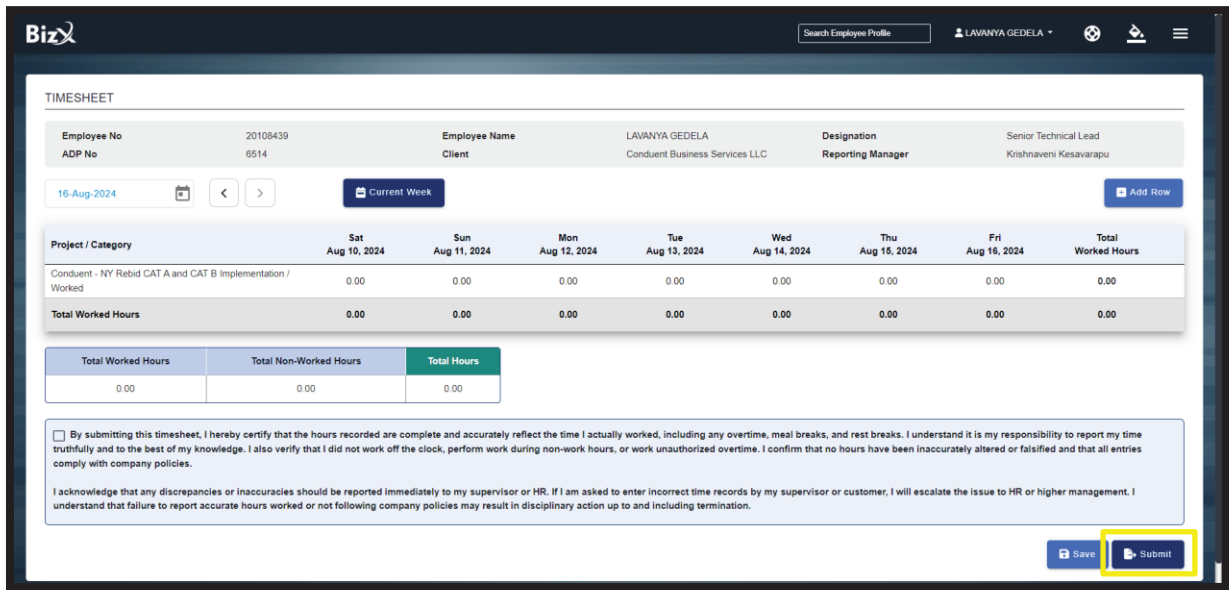 BizX
Search Employee Profile
LAVANYA GEDELA
TIMESHEET
Employee No 20108439 Employee Name LAVANYA GEDELA Designation Senior Technical Lead
ADP No 6514 Client Conduent Business Services LLC Reporting Manager Krishnaveni Kesavarapu
16-Aug-2024 Current Week Add Row
Project / Category Sat Sun Mon Tue Wed Thu Fri Total
Aug 10, 2024 Aug 11, 2024 Aug 12, 2024 Aug 13, 2024 Aug 14, 2024 Aug 15, 2024 Aug 16, 2024 Worked Hours
Conduent - NY Rebid CAT A and CAT B Implementation /
Worked 0.00 0.00 0.00 0.00 0.00 0.00 0.00 0.00
Total Worked Hours 0.00 0.00 0.00 0.00 0.00 0.00 0.00 0.00
Total Worked Hours Total Non-Worked Hours Total Hours
0.00 0.00 0.00
By submitting this timesheet, I hereby certify that the hours recorded are complete and accurately reflect the time I actually worked, including any overtime, meal breaks, and rest breaks. I understand it is my responsibility to report my time
truthfully and to the best of my knowledge. I also verify that I did not work off the clock, perform work during non-work hours, or work unauthorized overtime. I confirm that no hours have been inaccurately altered or falsified and that all entries
comply with company policies.
I acknowledge that any discrepancies or inaccuracies should be reported immediately to my supervisor or HR. If I am asked to enter incorrect time records by my supervisor or customer, I will escalate the issue to HR or higher management. I
understand that failure to report accurate hours worked or not following company policies may result in disciplinary action up to and including termination.
Save Submit